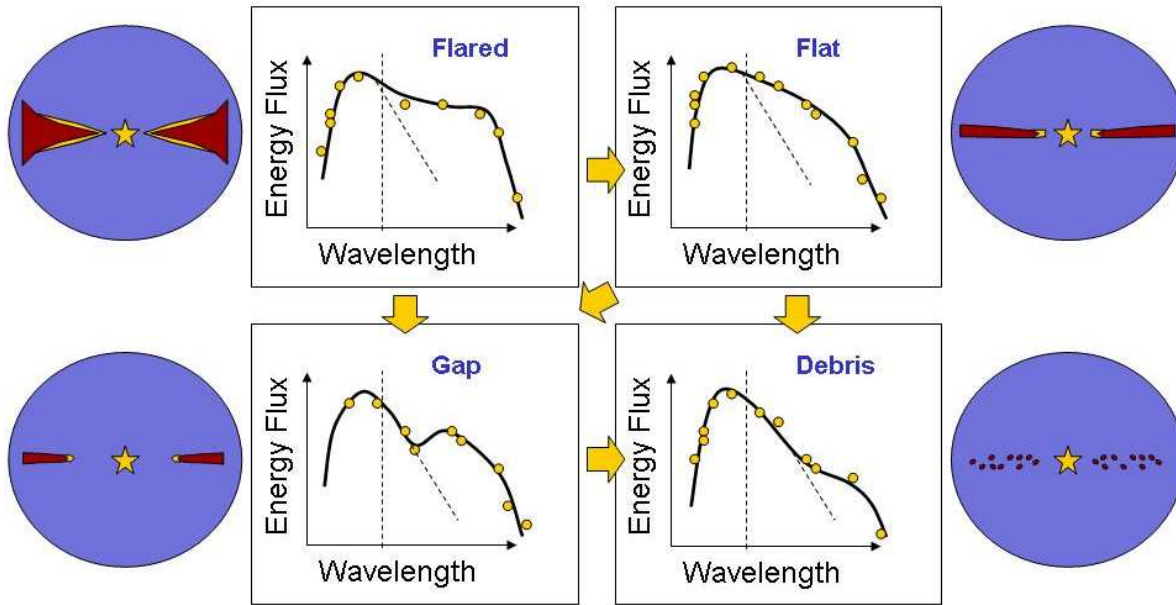 Flared
Energy Flux
Wavelength
Flat
Energy Flux
Wavelength
Gap
Energy Flux
Wavelength
Debris
Energy Flux
Wavelength